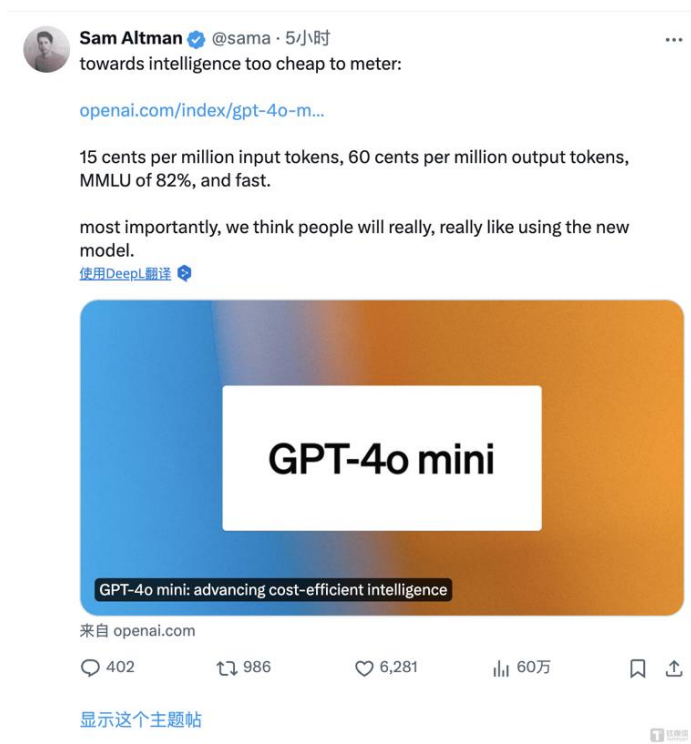 Sam Altman @sama · 5小时
towards intelligence too cheap to meter:
openai.com/index/gpt-4o-m...
15 cents per million input tokens, 60 cents per million output tokens,
MMLU of 82%, and fast.
most importantly, we think people will really, really like using the new
model.
使用DeepL翻译
GPT-4o mini
GPT-4o mini: advancing cost-efficient intelligence
来自 openai.com
402 986 6,281 60万
显示这个主题帖
钛媒体